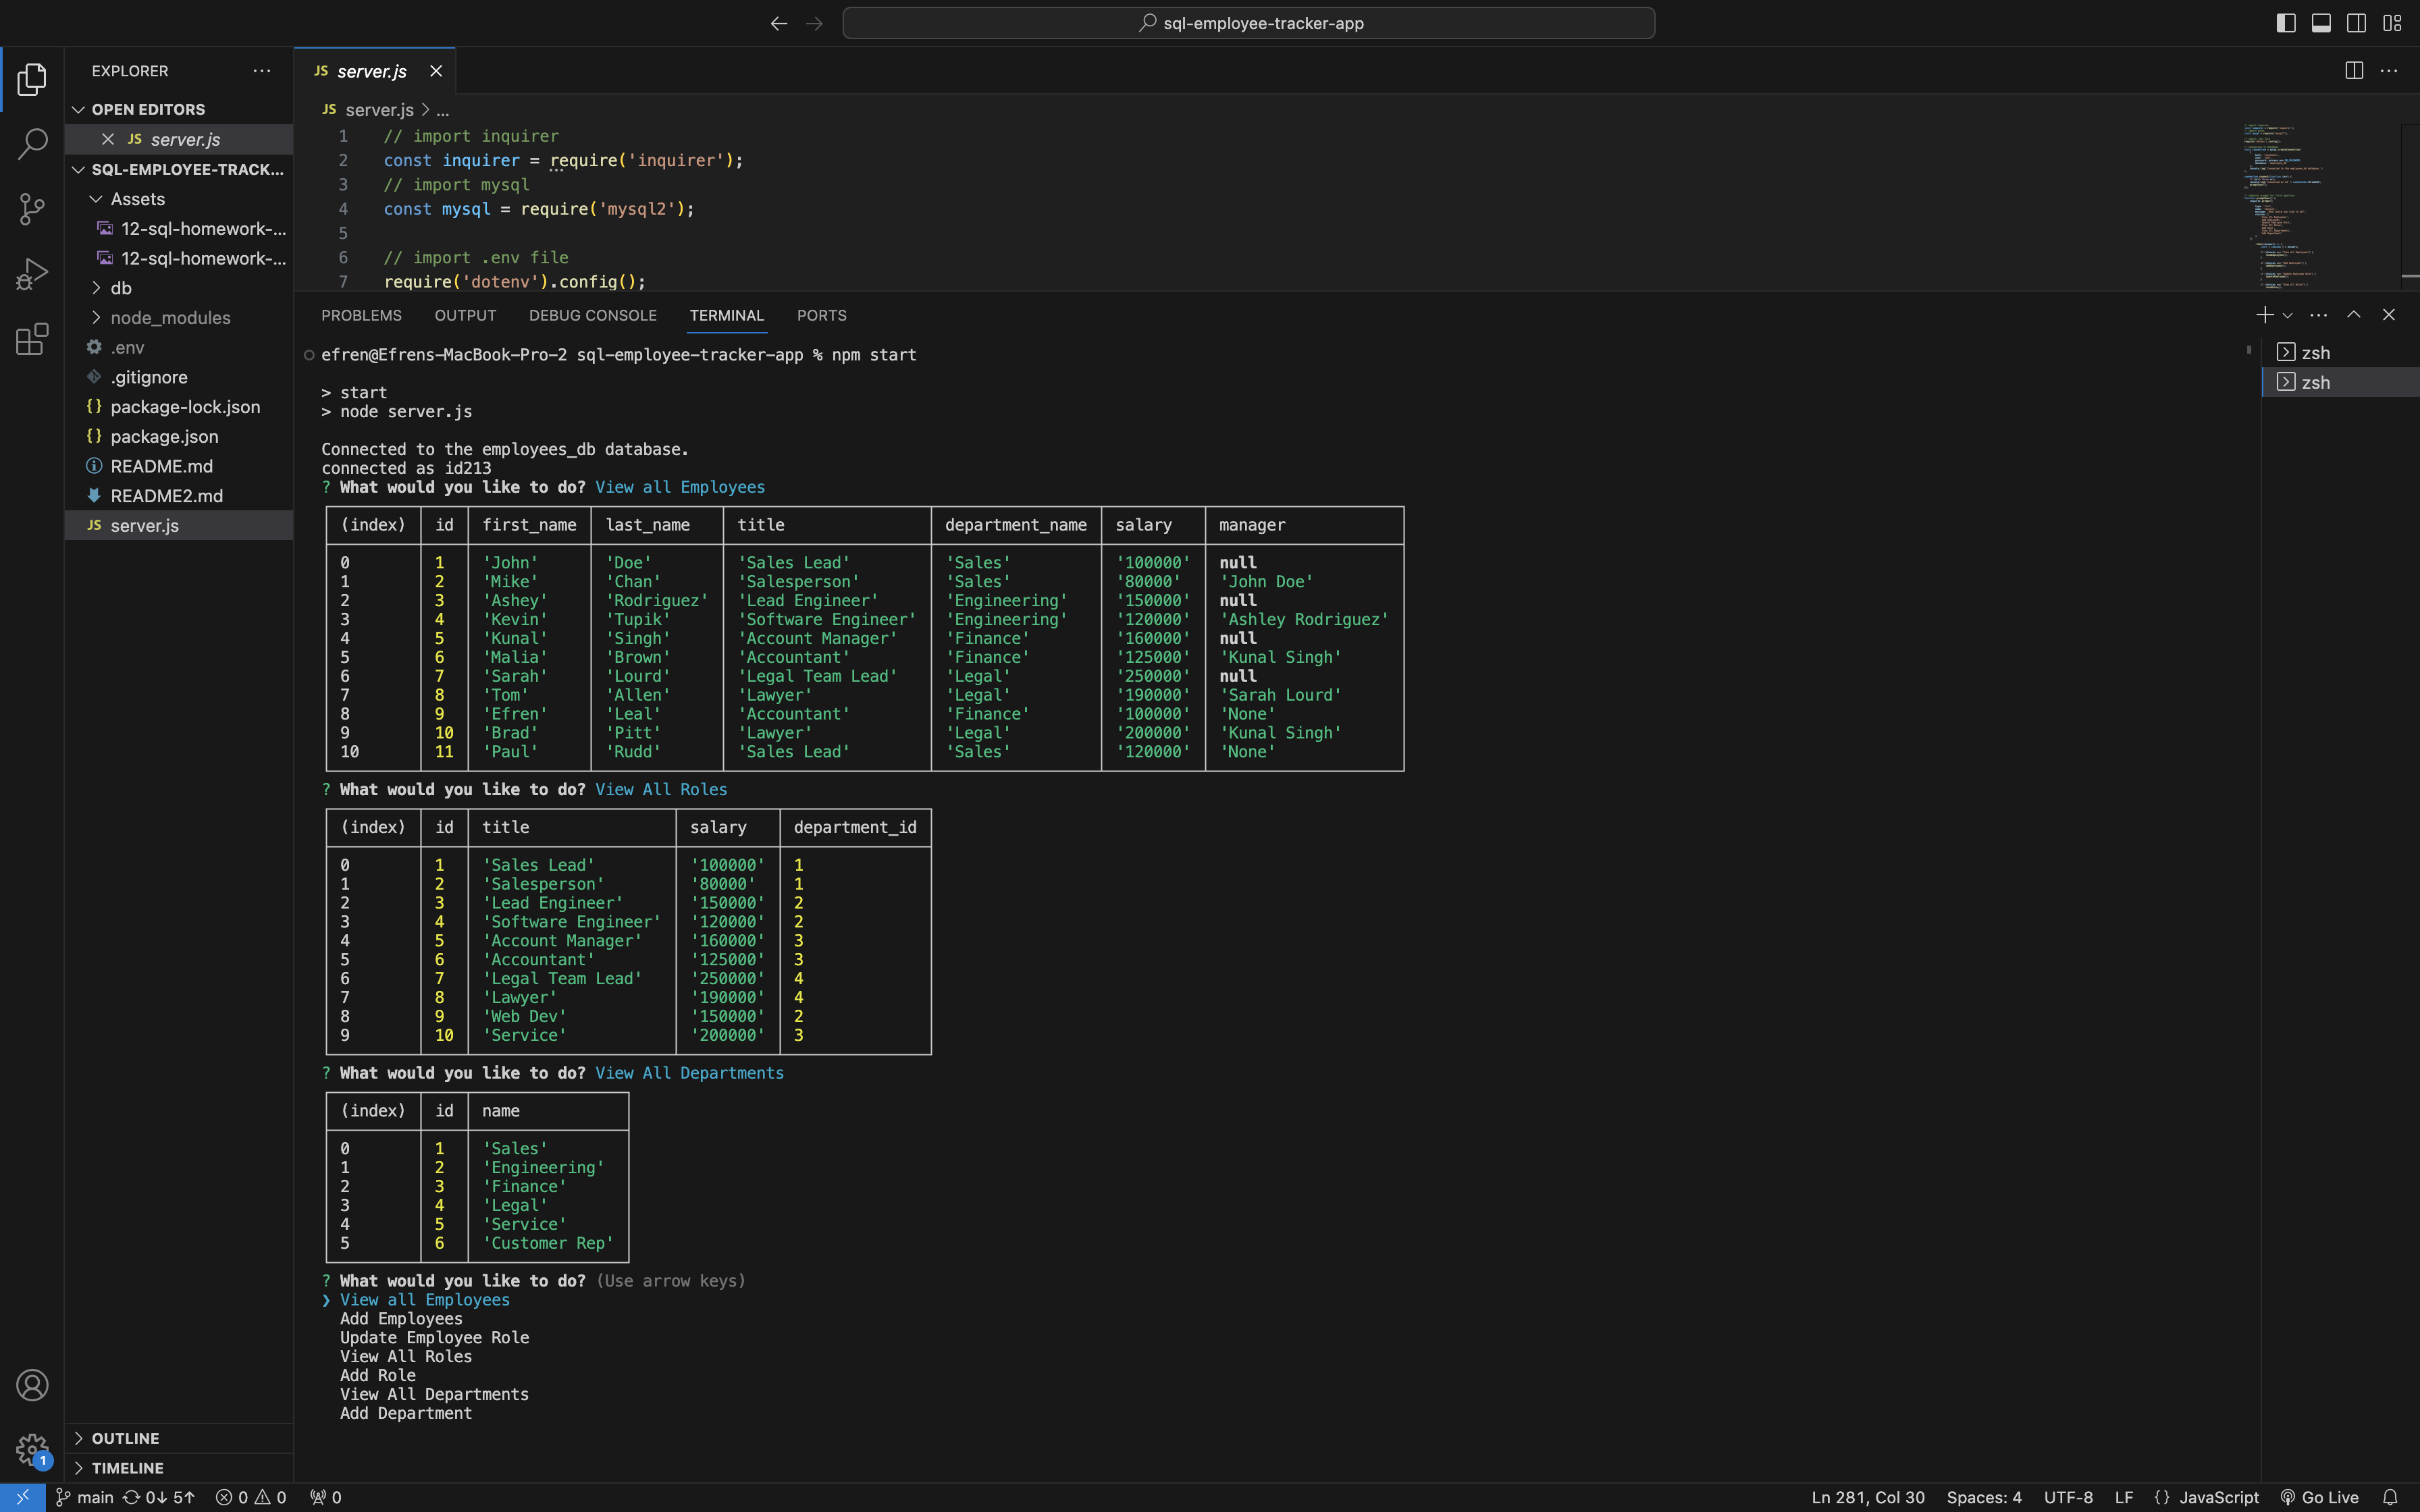 sql-employee-tracker-app
EXPLORER
OPEN EDITORS
JS server.js
SQL-EMPLOYEE-TRACK...
Assets
12-sql-homework-...
12-sql-homework-...
db
node_modules
.env
.gitignore
{} package-lock.json
{} package.json
README.md
README2.md
JS server.js
OUTLINE
TIMELINE
JS server.js
JS server.js > ...
1 // import inquirer
2 const inquirer = require('inquirer');
3 // import mysql
4 const mysql = require('mysql2');
5
6 // import .env file
7 require('dotenv').config();
PROBLEMS OUTPUT DEBUG CONSOLE TERMINAL PORTS
zsh
zsh
efren@Efrens-MacBook-Pro-2 sql-employee-tracker-app % npm start
> start
> node server.js
Connected to the employees_db database.
connected as id213
? What would you like to do? View all Employees
(index) id first_name last_name title department_name salary manager
0 1 'John' 'Doe' 'Sales Lead' 'Sales' '100000' null
1 2 'Mike' 'Chan' 'Salesperson' 'Sales' '80000' 'John Doe'
2 3 'Ashey' 'Rodriguez' 'Lead Engineer' 'Engineering' '150000' null
3 4 'Kevin' 'Tupik' 'Software Engineer' 'Engineering' '120000' 'Ashley Rodriguez'
4 5 'Kunal' 'Singh' 'Account Manager' 'Finance' '160000' null
5 6 'Malia' 'Brown' 'Accountant' 'Finance' '125000' 'Kunal Singh'
6 7 'Sarah' 'Lourd' 'Legal Team Lead' 'Legal' '250000' null
7 8 'Tom' 'Allen' 'Lawyer' 'Legal' '190000' 'Sarah Lourd'
8 9 'Efren' 'Leal' 'Accountant' 'Finance' '100000' 'None'
9 10 'Brad' 'Pitt' 'Lawyer' 'Legal' '200000' 'Kunal Singh'
10 11 'Paul' 'Rudd' 'Sales Lead' 'Sales' '120000' 'None'
? What would you like to do? View All Roles
(index) id title salary department_id
0 1 'Sales Lead' '100000' 1
1 2 'Salesperson' '80000' 1
2 3 'Lead Engineer' '150000' 2
3 4 'Software Engineer' '120000' 2
4 5 'Account Manager' '160000' 3
5 6 'Accountant' '125000' 3
6 7 'Legal Team Lead' '250000' 4
7 8 'Lawyer' '190000' 4
8 9 'Web Dev' '150000' 2
9 10 'Service' '200000' 3
? What would you like to do? View All Departments
(index) id name
0 1 'Sales'
1 2 'Engineering'
2 3 'Finance'
3 4 'Legal'
4 5 'Service'
5 6 'Customer Rep'
? What would you like to do? (Use arrow keys)
❯ View all Employees
Add Employees
Update Employee Role
View All Roles
Add Role
View All Departments
Add Department
1
main 0↓ 5↑ 0 0 0
Ln 281, Col 30 Spaces: 4 UTF-8 LF {} JavaScript Go Live